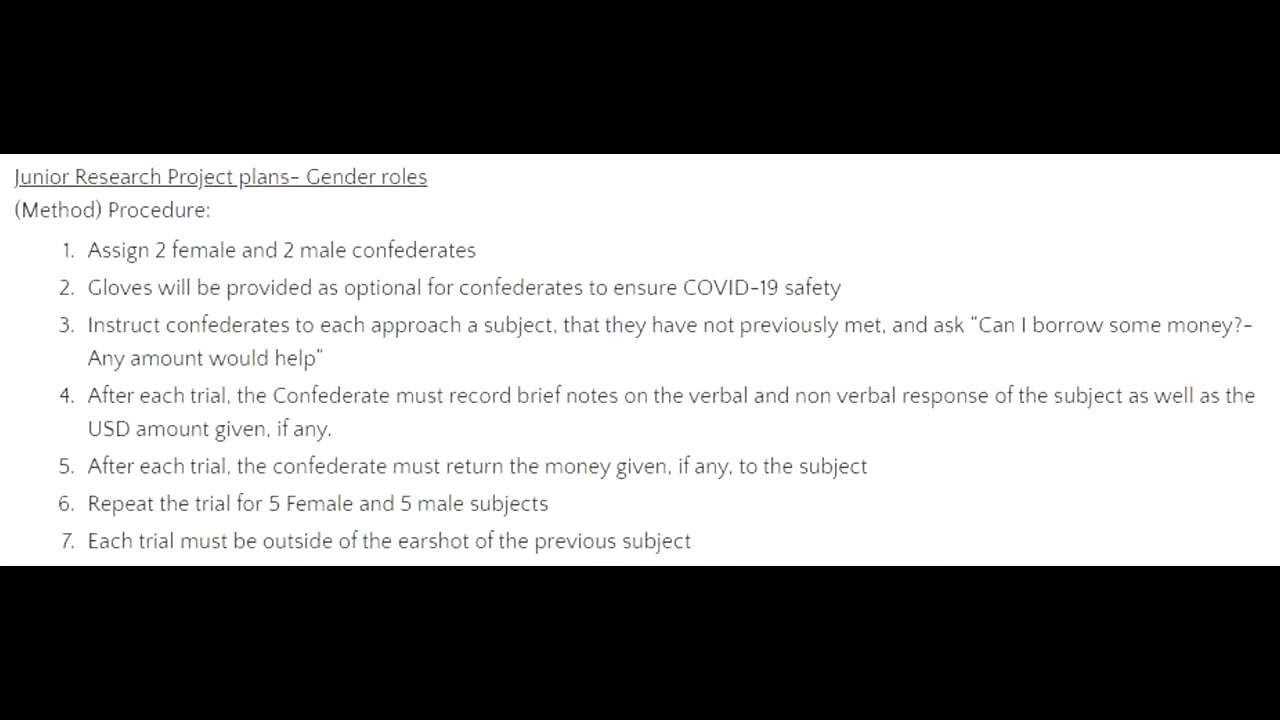 Junior Research Project plans- Gender roles
(Method) Procedure:
1. Assign 2 female and 2 male confederates
2. Gloves will be provided as optional for confederates to ensure COVID-19 safety
3. Instruct confederates to each approach a subject, that they have not previously met, and ask "Can I borrow some money?-
Any amount would help"
4. After each trial, the Confederate must record brief notes on the verbal and non verbal response of the subject as well as the
USD amount given, if any.
5. After each trial, the confederate must return the money given, if any, to the subject
6. Repeat the trial for 5 Female and 5 male subjects
7. Each trial must be outside of the earshot of the previous subject